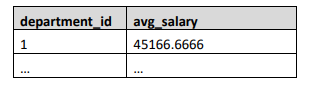 department_id avg_salary
1 45166.6666
… …